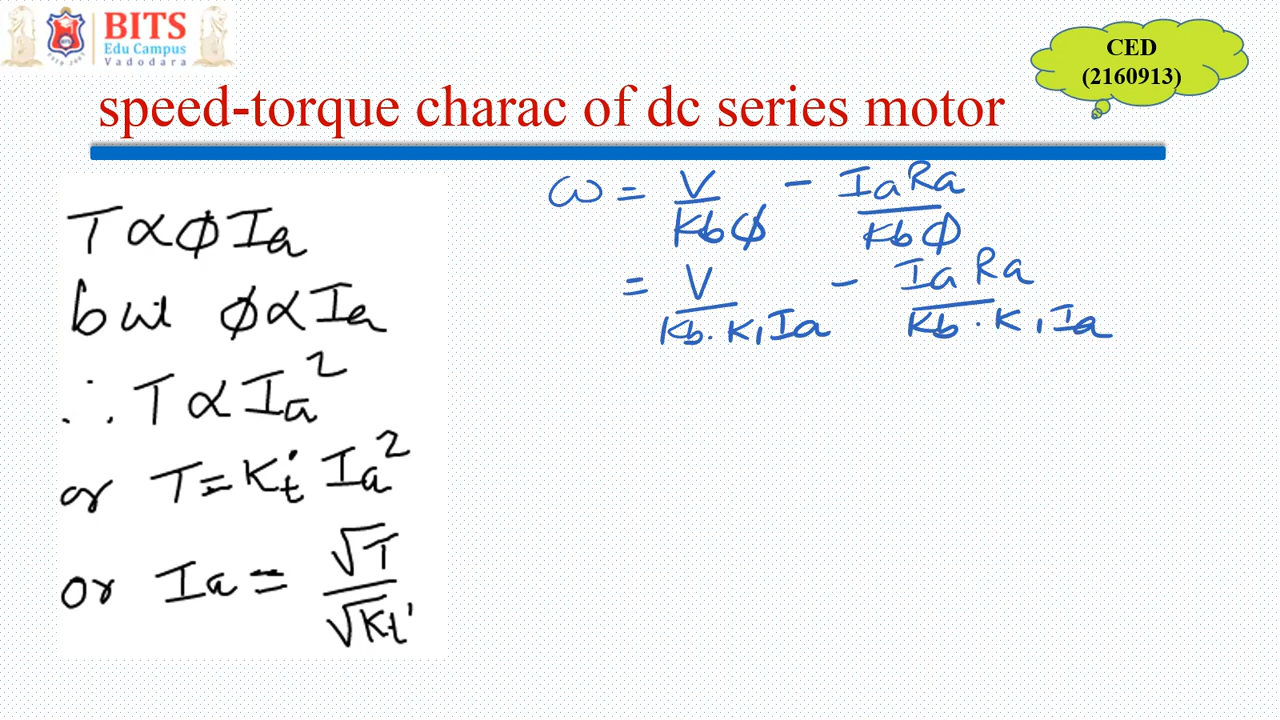 BITS
Edu Campus
Vadodara
CED
(2160913)
speed-torque charac of dc series motor
T ∝ ϕ Ia
but ϕ ∝ Ia
∴ T ∝ Ia²
or T = Kt' Ia²
or Ia = √T / √Kt'
ω = V / Kb ϕ - Ia Ra / Kb ϕ
= V / Kb · K1 Ia - Ia Ra / Kb · K1 Ia